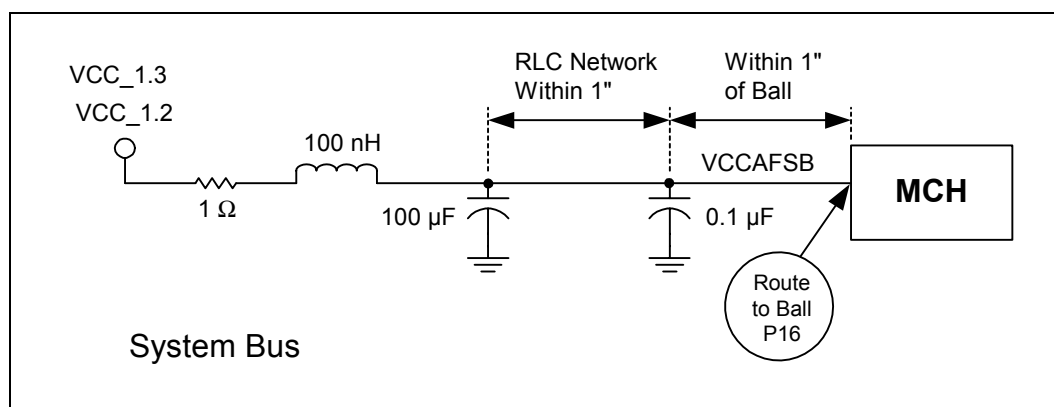 VCC_1.3
VCC_1.2
RLC Network
Within 1"
Within 1"
of Ball
100 nH
VCCAFSB
MCH
1 Ω
100 µF
0.1 µF
Route
to Ball
P16
System Bus